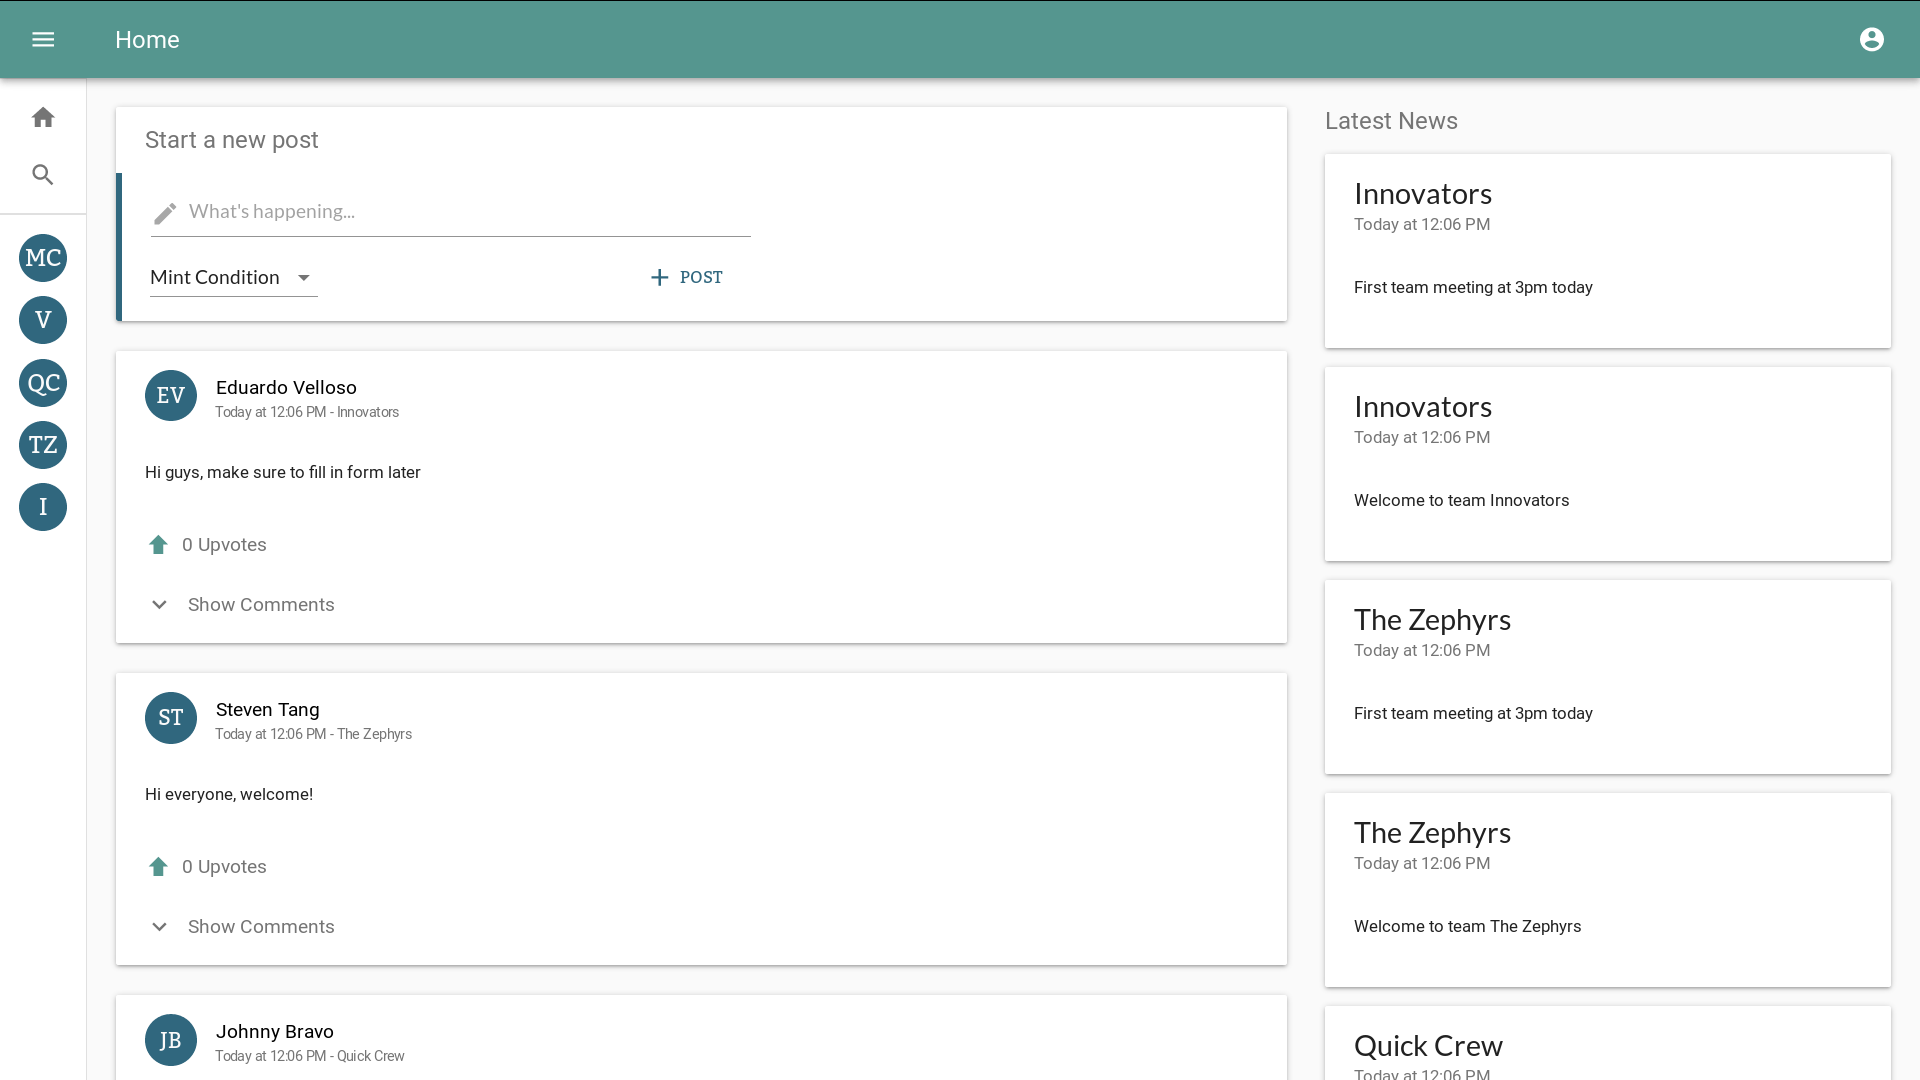 Home
MC
V
QC
TZ
I
Start a new post
What's happening...
Mint Condition
POST
EV
Eduardo Velloso
Today at 12:06 PM - Innovators
Hi guys, make sure to fill in form later
0 Upvotes
Show Comments
ST
Steven Tang
Today at 12:06 PM - The Zephyrs
Hi everyone, welcome!
0 Upvotes
Show Comments
JB
Johnny Bravo
Today at 12:06 PM - Quick Crew
Latest News
Innovators
Today at 12:06 PM
First team meeting at 3pm today
Innovators
Today at 12:06 PM
Welcome to team Innovators
The Zephyrs
Today at 12:06 PM
First team meeting at 3pm today
The Zephyrs
Today at 12:06 PM
Welcome to team The Zephyrs
Quick Crew
Today at 12:06 PM